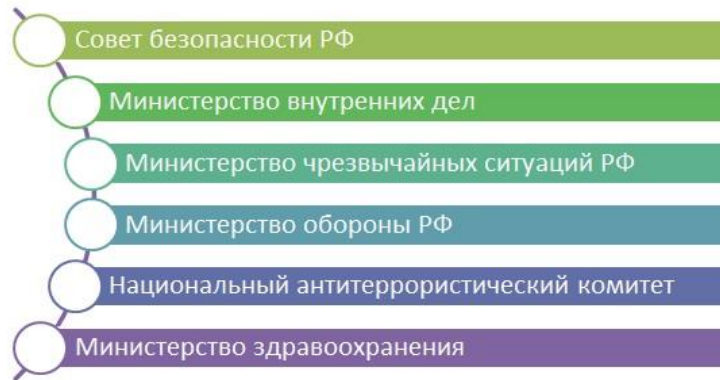 Совет безопасности РФ
Министерство внутренних дел
Министерство чрезвычайных ситуаций РФ
Министерство обороны РФ
Национальный антитеррористический комитет
Министерство здравоохранения